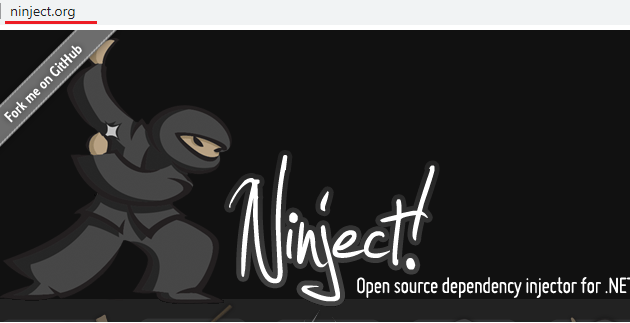 ninject.org
Fork me on GitHub
Ninject!
Open source dependency injector for .NET